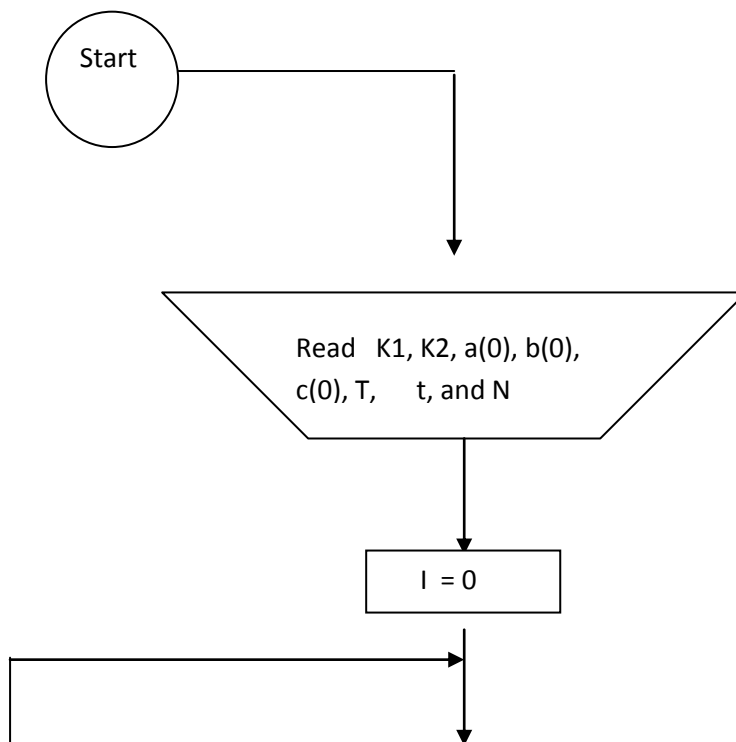 Start
Read K1, K2, a(0), b(0),
c(0), T, t, and N
I = 0